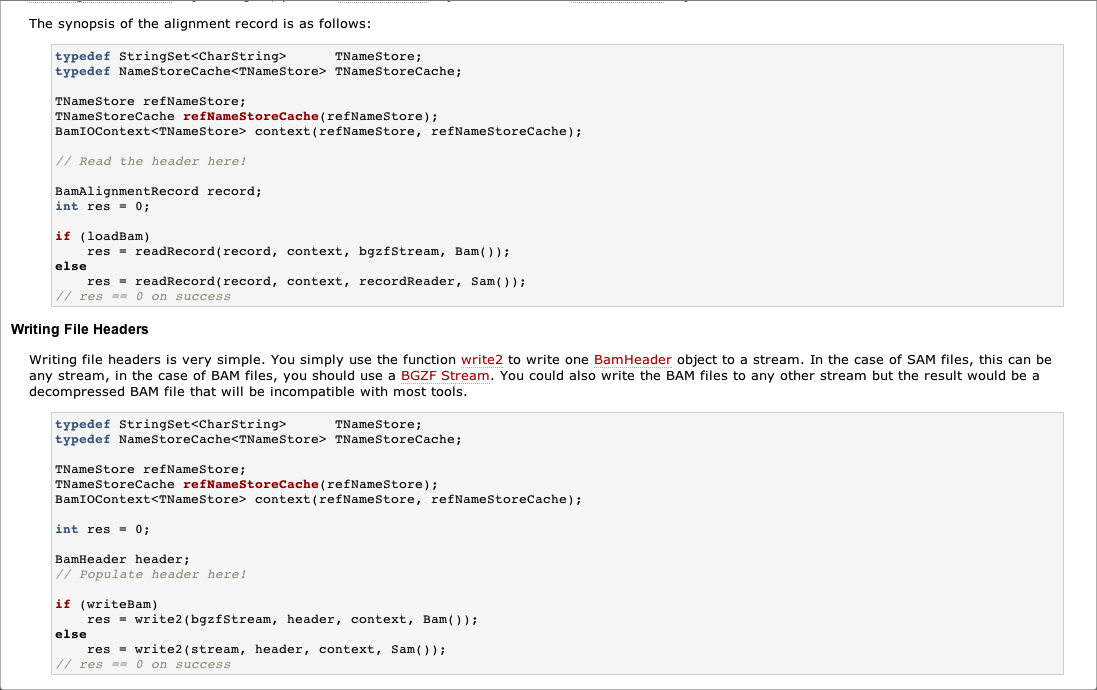 The synopsis of the alignment record is as follows:
typedef StringSet<CharString>      TNameStore;
typedef NameStoreCache<TNameStore> TNameStoreCache;
TNameStore refNameStore;
TNameStoreCache refNameStoreCache(refNameStore);
BamIOContext<TNameStore> context(refNameStore, refNameStoreCache);
// Read the header here!
BamAlignmentRecord record;
int res = 0;
if (loadBam)
    res = readRecord(record, context, bgzfStream, Bam());
else
    res = readRecord(record, context, recordReader, Sam());
// res == 0 on success
Writing File Headers
Writing file headers is very simple. You simply use the function write2 to write one BamHeader object to a stream. In the case of SAM files, this can be
any stream, in the case of BAM files, you should use a BGZF Stream. You could also write the BAM files to any other stream but the result would be a
decompressed BAM file that will be incompatible with most tools.
typedef StringSet<CharString>      TNameStore;
typedef NameStoreCache<TNameStore> TNameStoreCache;
TNameStore refNameStore;
TNameStoreCache refNameStoreCache(refNameStore);
BamIOContext<TNameStore> context(refNameStore, refNameStoreCache);
int res = 0;
BamHeader header;
// Populate header here!
if (writeBam)
    res = write2(bgzfStream, header, context, Bam());
else
    res = write2(stream, header, context, Sam());
// res == 0 on success